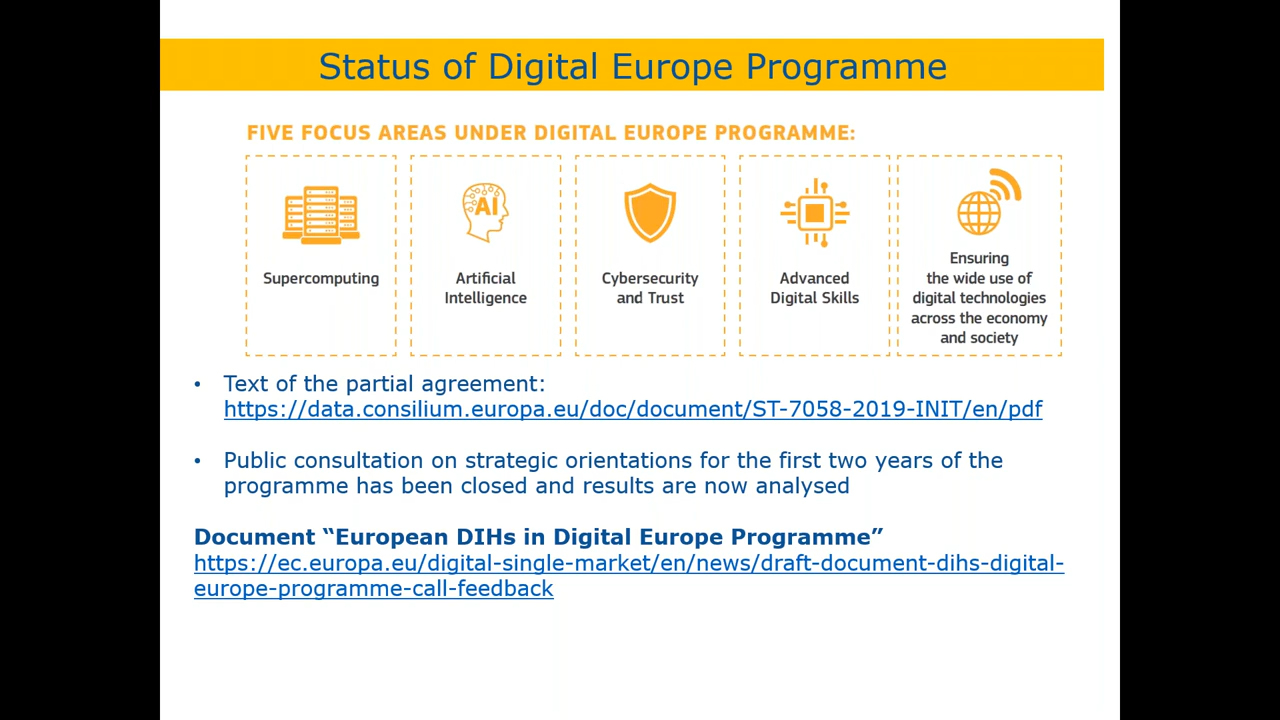 Status of Digital Europe Programme
FIVE FOCUS AREAS UNDER DIGITAL EUROPE PROGRAMME:
Supercomputing
AI
Artificial
Intelligence
Cybersecurity
and Trust
Advanced
Digital Skills
Ensuring
the wide use of
digital technologies
across the economy
and society
• Text of the partial agreement:
https://data.consilium.europa.eu/doc/document/ST-7058-2019-INIT/en/pdf
• Public consultation on strategic orientations for the first two years of the
programme has been closed and results are now analysed
Document “European DIHs in Digital Europe Programme”
https://ec.europa.eu/digital-single-market/en/news/draft-document-dihs-digital-
europe-programme-call-feedback